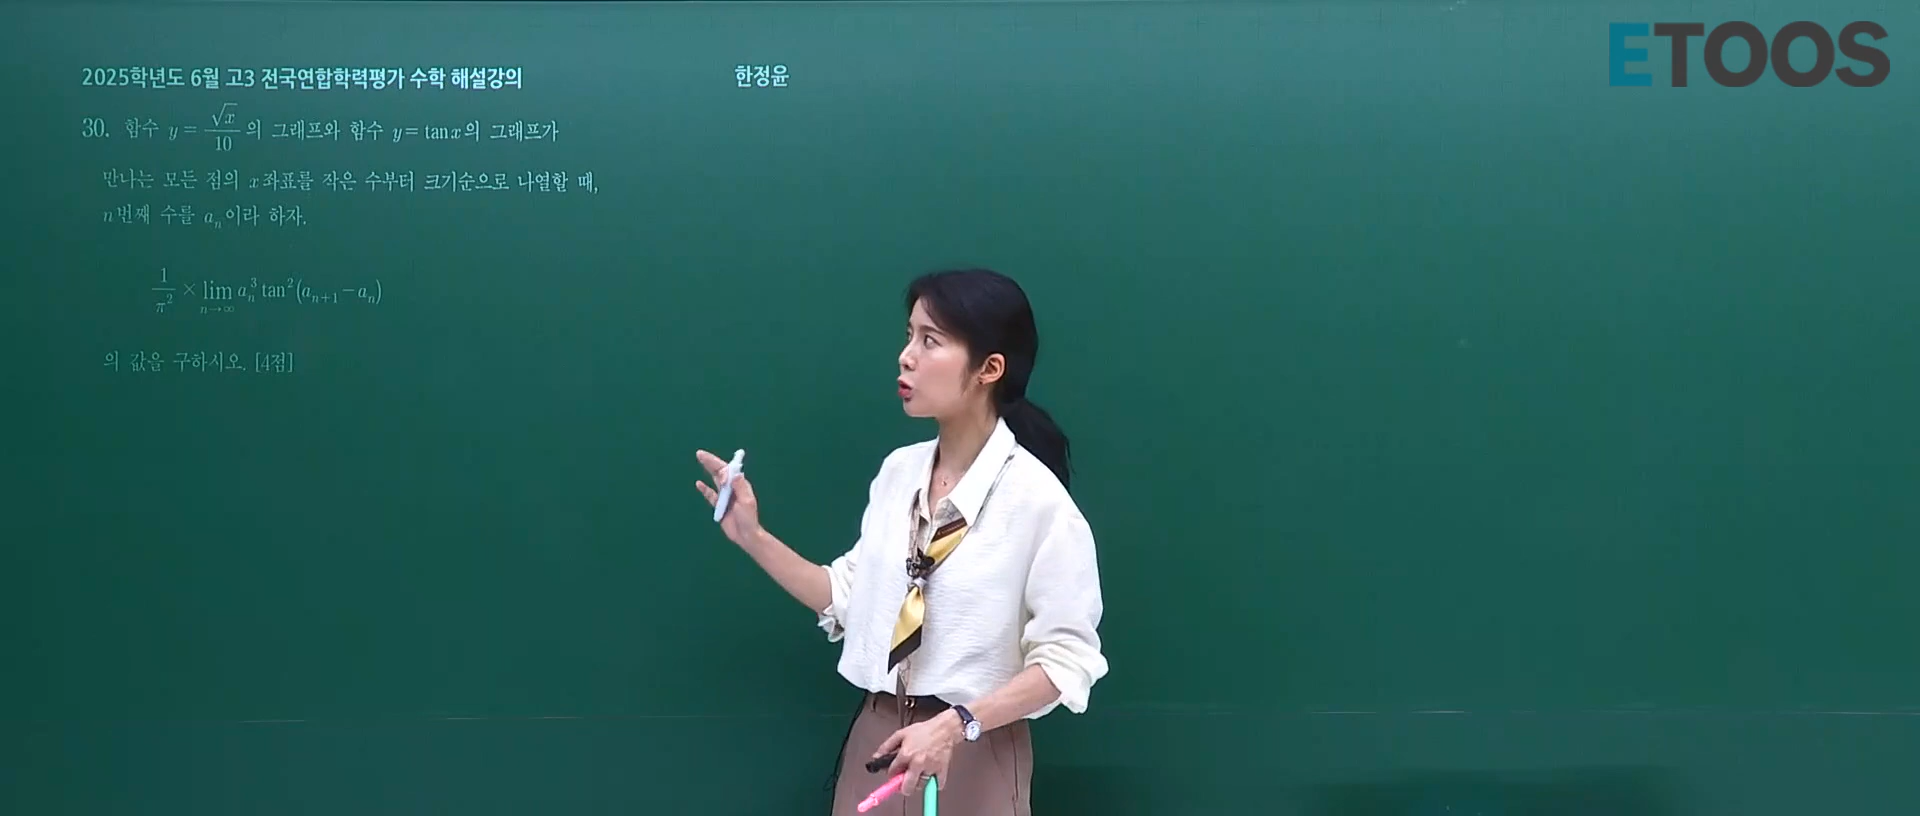 ETOOS
2025학년도 6월 고3 전국연합학력평가 수학 해설강의
한정윤
30. 함수 y = √x/10 의 그래프와 함수 y = tan x의 그래프가
만나는 모든 점의 x좌표를 작은 수부터 크기순으로 나열할 때,
n번째 수를 aₙ이라 하자.
1/π² × lim n→∞ aₙ³ tan²(aₙ₊₁ − aₙ)
의 값을 구하시오. [4점]